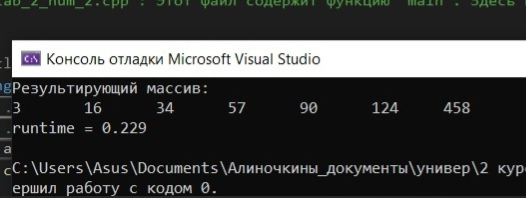 lab_2_num_2.cpp : Этот файл содержит функцию "main". Здесь
Консоль отладки Microsoft Visual Studio
Результирующий массив:
3 16 34 57 90 124 458
runtime = 0.229
C:\Users\Asus\Documents\Алиночкины_документы\универ\2 кур
ершил работу с кодом 0.